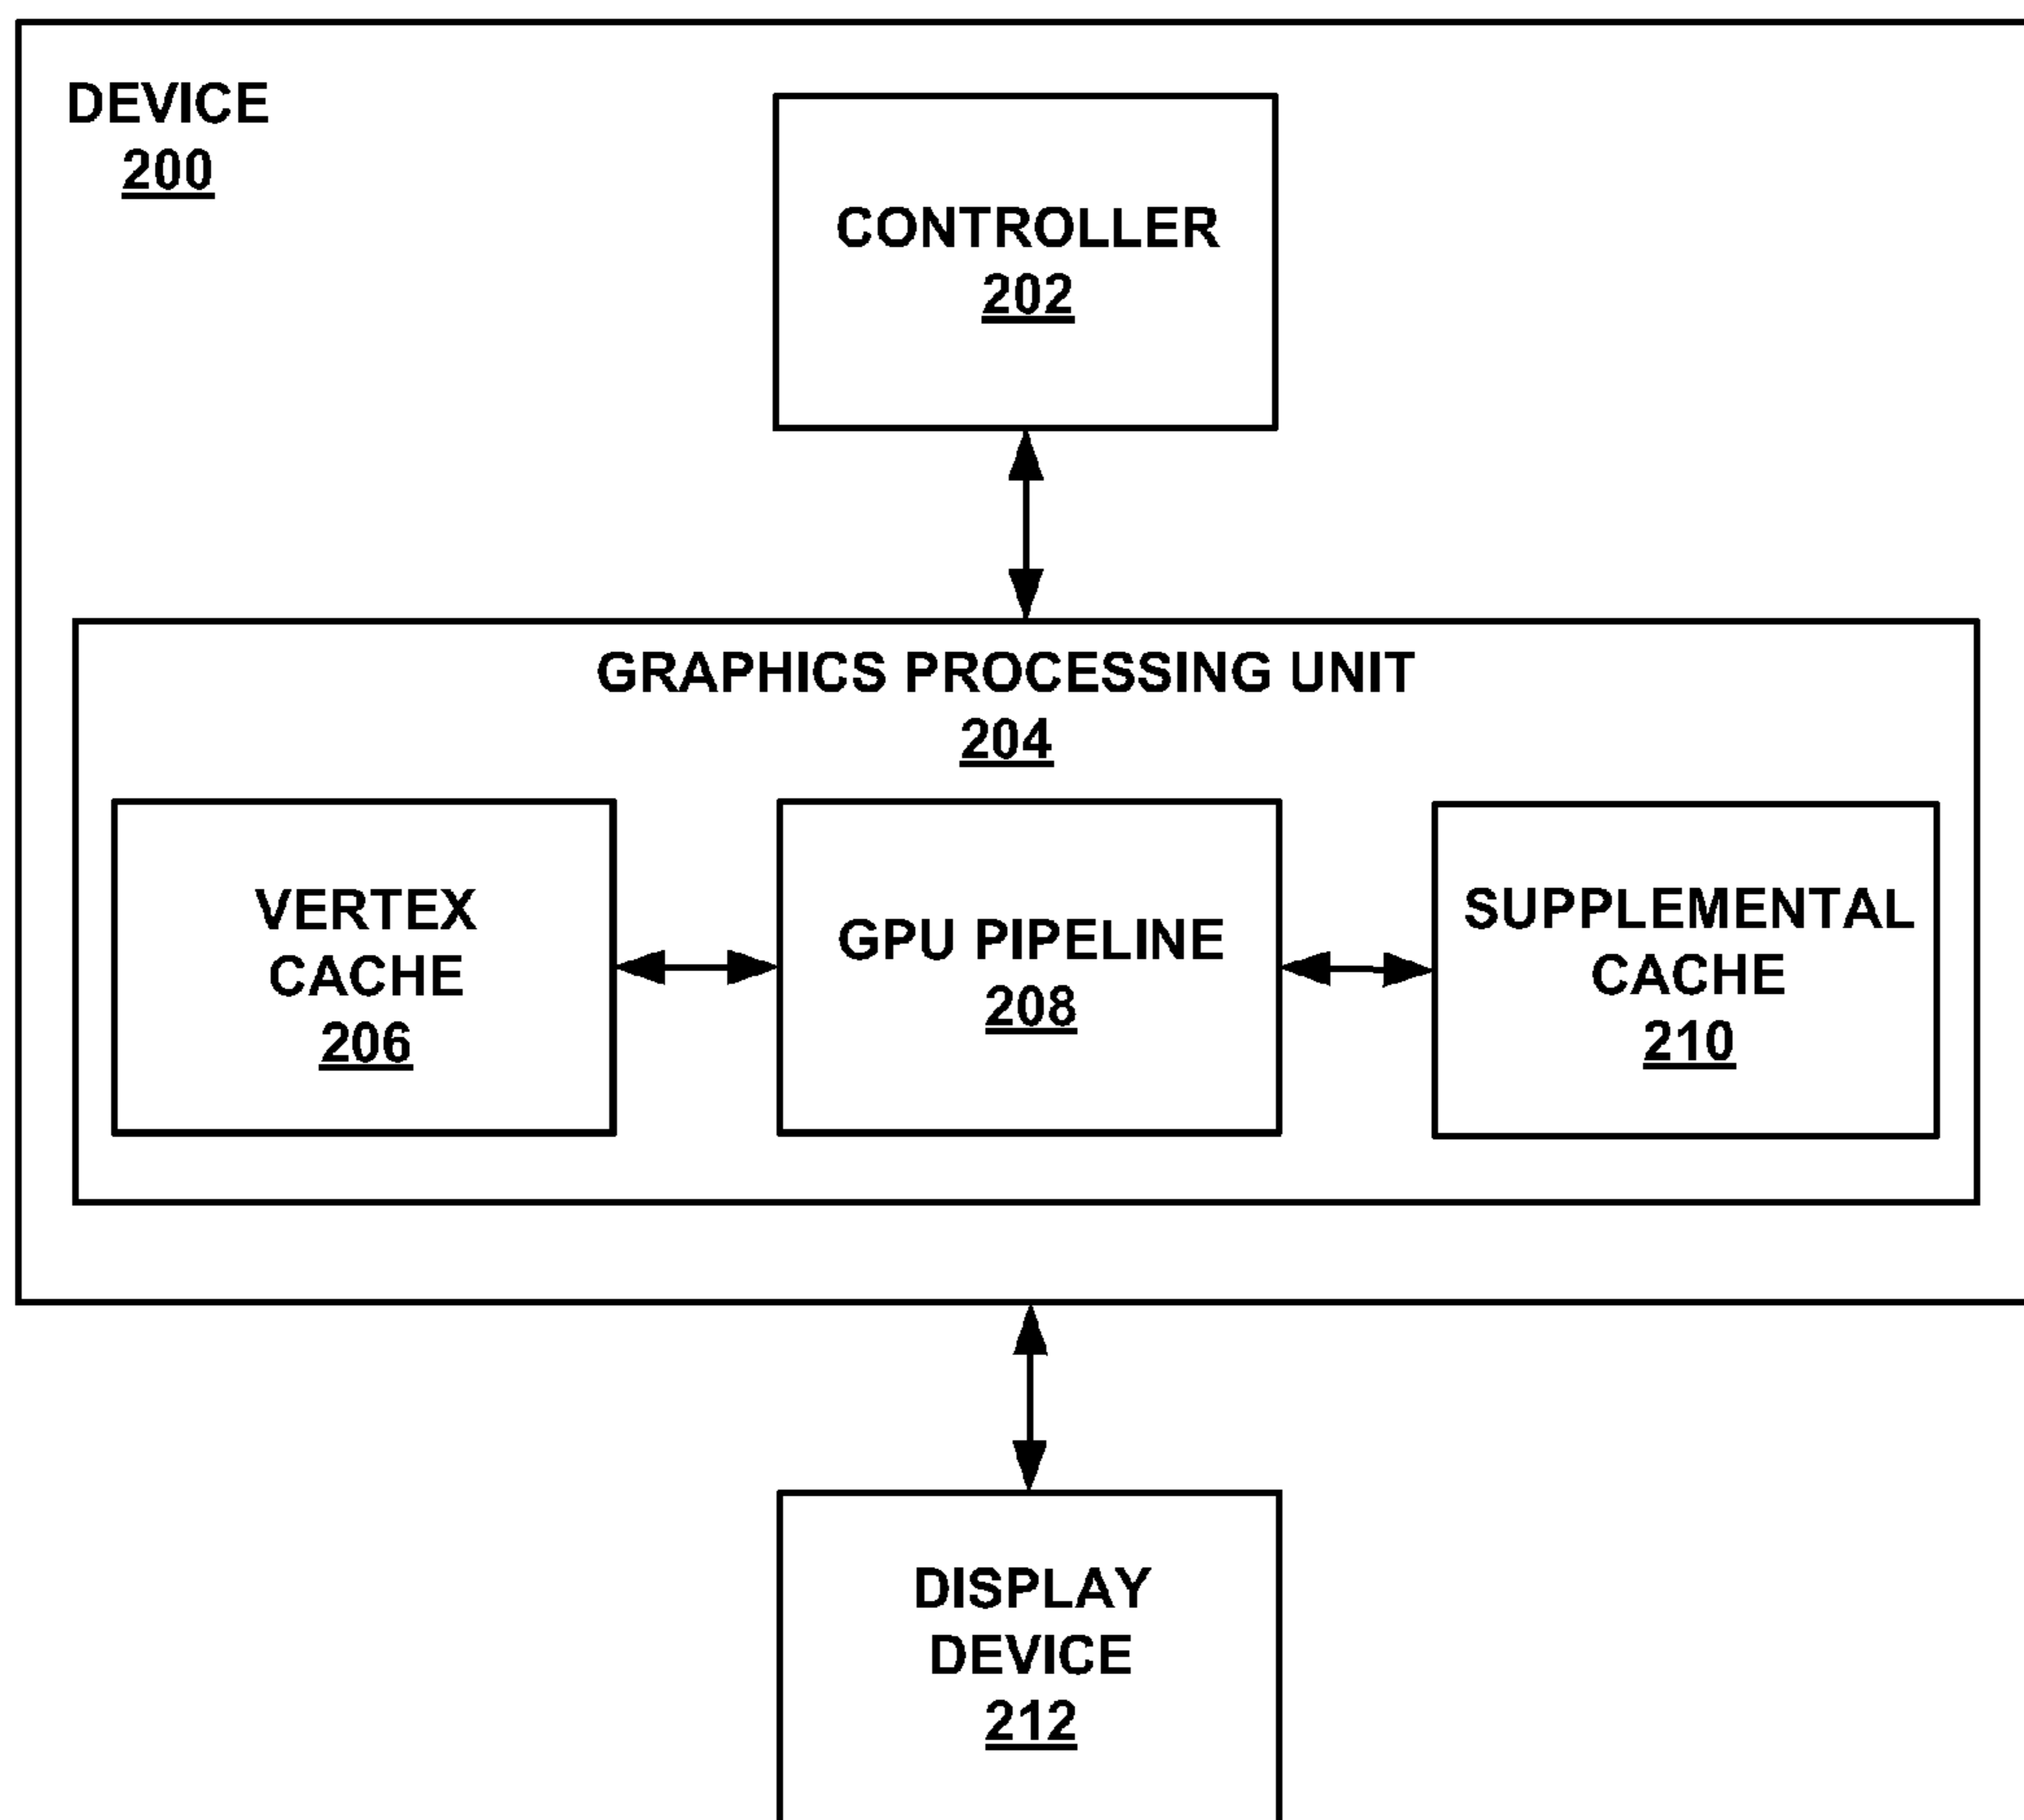 DEVICE
200
CONTROLLER
202
GRAPHICS PROCESSING UNIT
204
VERTEX
CACHE
206
GPU PIPELINE
208
SUPPLEMENTAL
CACHE
210
DISPLAY
DEVICE
212